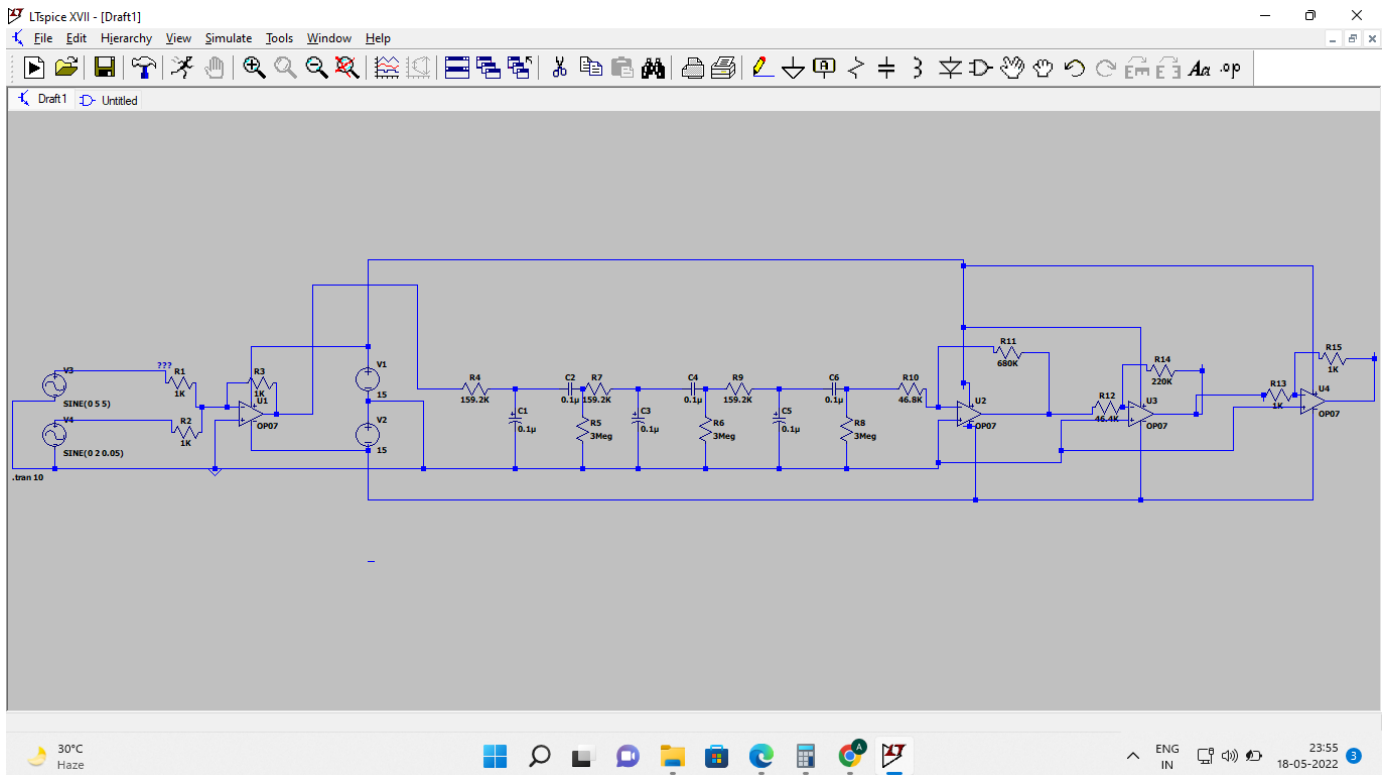 LTspice XVII - [Draft1]
File Edit Hierarchy View Simulate Tools Window Help
Aa .op
Draft1 Untitled
V3
SINE(0 5 5)
V4
SINE(0 2 0.05)
.tran 10
???
R1
1K
R2
1K
R3
1K
U1
OP07
V1
15
V2
15
R4
159.2K
C1
0.1µ
C2
0.1µ
R7
159.2K
R5
3Meg
C3
0.1µ
C4
0.1µ
R6
3Meg
R9
159.2K
C5
0.1µ
C6
0.1µ
R8
3Meg
R10
46.8K
R11
680K
U2
OP07
R12
46.4K
R14
220K
U3
OP07
R13
1K
R15
1K
U4
OP07
30°C
Haze
A
ENG
IN
23:55
18-05-2022
3